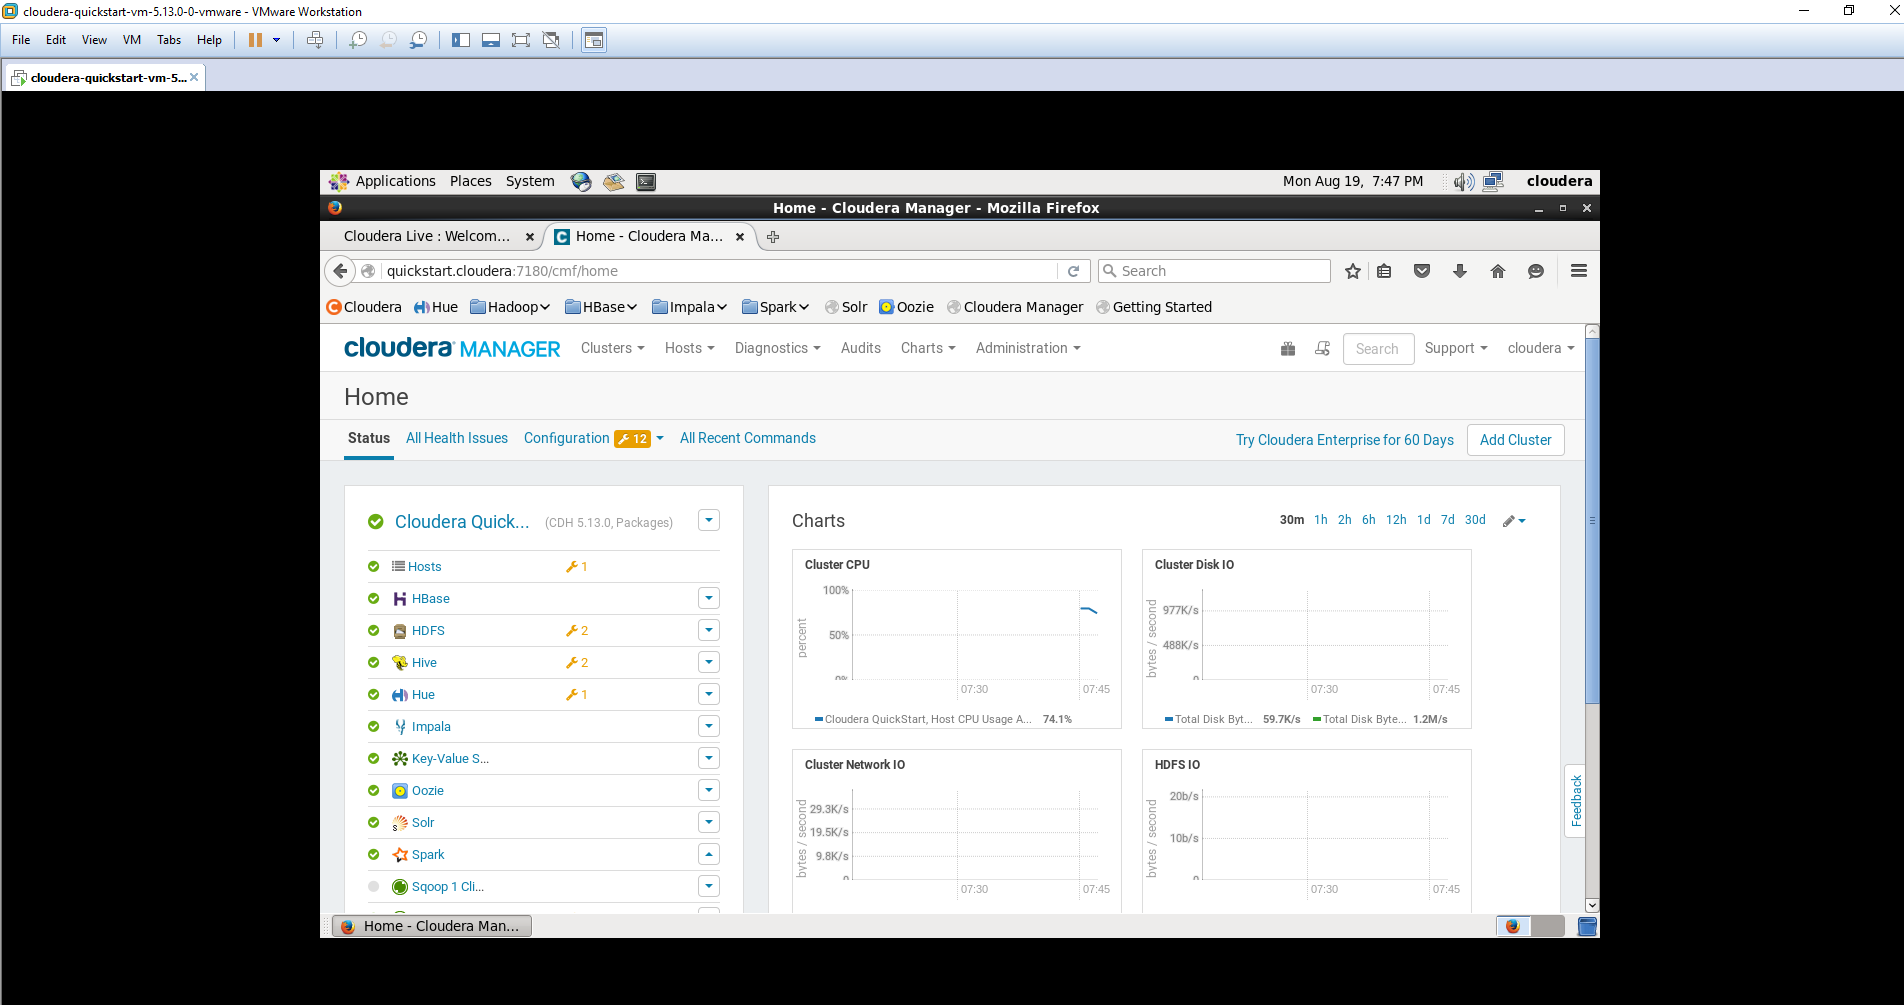 cloudera-quickstart-vm-5.13.0-0-vmware - VMware Workstation
File Edit View VM Tabs Help
cloudera-quickstart-vm-5...
Applications Places System Mon Aug 19, 7:47 PM cloudera
Home - Cloudera Manager - Mozilla Firefox
Cloudera Live : Welcom... Home - Cloudera Ma...
quickstart.cloudera:7180/cmf/home Search
Cloudera Hue Hadoop HBase Impala Spark Solr Oozie Cloudera Manager Getting Started
cloudera MANAGER Clusters Hosts Diagnostics Audits Charts Administration Search Support cloudera
Home
Status All Health Issues Configuration 12 All Recent Commands Try Cloudera Enterprise for 60 Days Add Cluster
Cloudera Quick... (CDH 5.13.0, Packages)
Hosts 1
HBase
HDFS 2
Hive 2
Hue 1
Impala
Key-Value S...
Oozie
Solr
Spark
Sqoop 1 Cli...
Charts 30m 1h 2h 6h 12h 1d 7d 30d
Cluster CPU
percent
100%
50%
0%
07:30 07:45
Cloudera QuickStart, Host CPU Usage A... 74.1%
Cluster Disk IO
bytes / second
977K/s
488K/s
0
07:30 07:45
Total Disk Byt... 59.7K/s Total Disk Byte... 1.2M/s
Cluster Network IO
bytes / second
29.3K/s
19.5K/s
9.8K/s
0
07:30 07:45
HDFS IO
bytes / second
20b/s
10b/s
07:30 07:45
Feedback
Home - Cloudera Man...